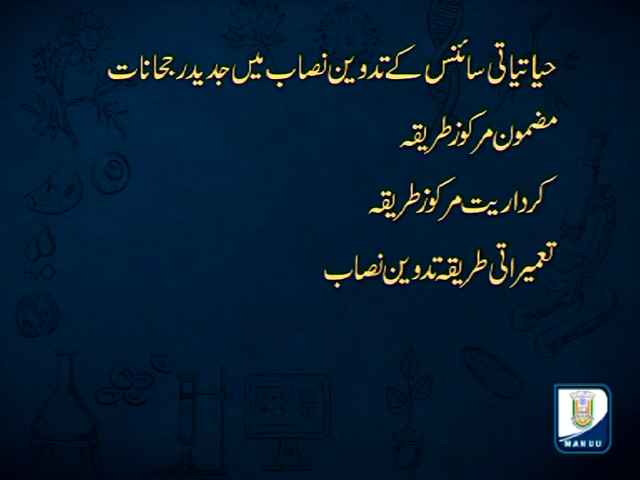 حیاتیاتی سائنس کے تدوین نصاب میں جدید رجحانات
مضمون مرکوز طریقہ
کرداریت مرکوز طریقہ
تعمیراتی طریقہ تدوین نصاب
H₂O
MANUU